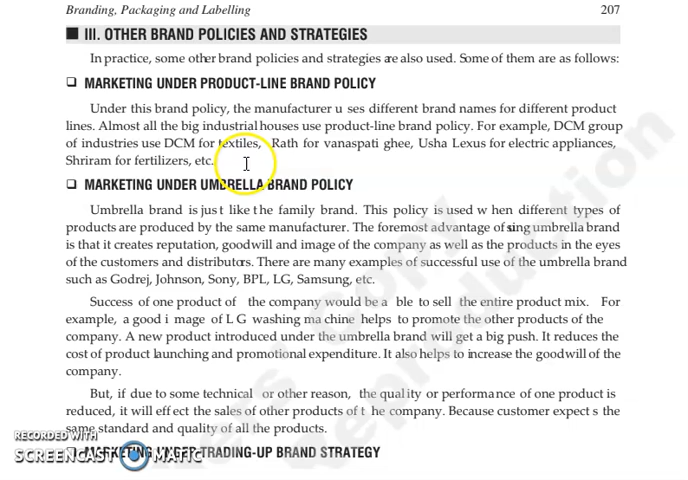 Branding, Packaging and Labelling 207
III. OTHER BRAND POLICIES AND STRATEGIES
In practice, some other brand policies and strategies are also used. Some of them are as follows:
❑ MARKETING UNDER PRODUCT-LINE BRAND POLICY
Under this brand policy, the manufacturer u ses different brand names for different product
lines. Almost all the big industrial houses use product-line brand policy. For example, DCM group
of industries use DCM for textiles, Rath for vanaspati ghee, Usha Lexus for electric appliances,
Shriram for fertilizers, etc.
❑ MARKETING UNDER UMBRELLA BRAND POLICY
Umbrella brand is jus t like t he family brand. This policy is used w hen different types of
products are produced by the same manufacturer. The foremost advantage of using umbrella brand
is that it creates reputation, goodwill and image of the company as well as the products in the eyes
of the customers and distributors. There are many examples of successful use of the umbrella brand
such as Godrej, Johnson, Sony, BPL, LG, Samsung, etc.
Success of one product of the company would be a ble to sell the entire product mix. For
example, a good i mage of L G washing ma chine helps to promote the other products of the
company. A new product introduced under the umbrella brand will get a big push. It reduces the
cost of product launching and promotional expenditure. It also helps to increase the goodwill of the
company.
But, if due to some technical or other reason, the qual ity or performa nce of one product is
reduced, it will eff ect the sales of other products of t he company. Because customer expect s the
same standard and quality of all the products.
RECORDED WITH
❑ MARKETING UNDER TRADING-UP BRAND STRATEGY
SCREENCAST MATIC